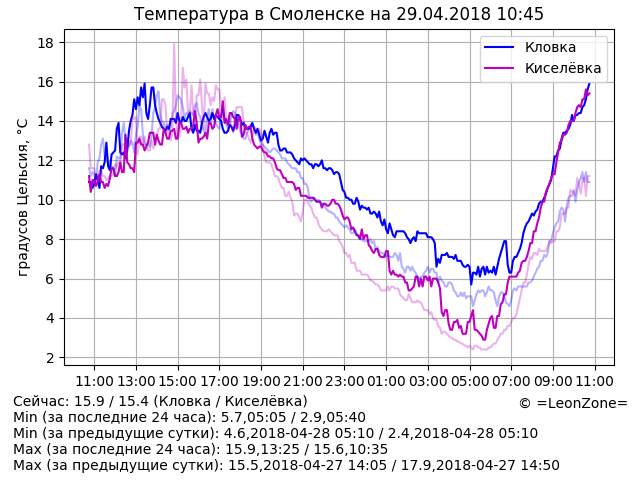 Температура в Смоленске на 29.04.2018 10:45
Кловка
Киселёвка
градусов Цельсия, °C
18
16
14
12
10
8
6
4
2
11:00 13:00 15:00 17:00 19:00 21:00 23:00 01:00 03:00 05:00 07:00 09:00 11:00
Сейчас: 15.9 / 15.4 (Кловка / Киселёвка)
© =LeonZone=
Min (за последние 24 часа): 5.7,05:05 / 2.9,05:40
Min (за предыдущие сутки): 4.6,2018-04-28 05:10 / 2.4,2018-04-28 05:10
Max (за последние 24 часа): 15.9,13:25 / 15.6,10:35
Max (за предыдущие сутки): 15.5,2018-04-27 14:05 / 17.9,2018-04-27 14:50